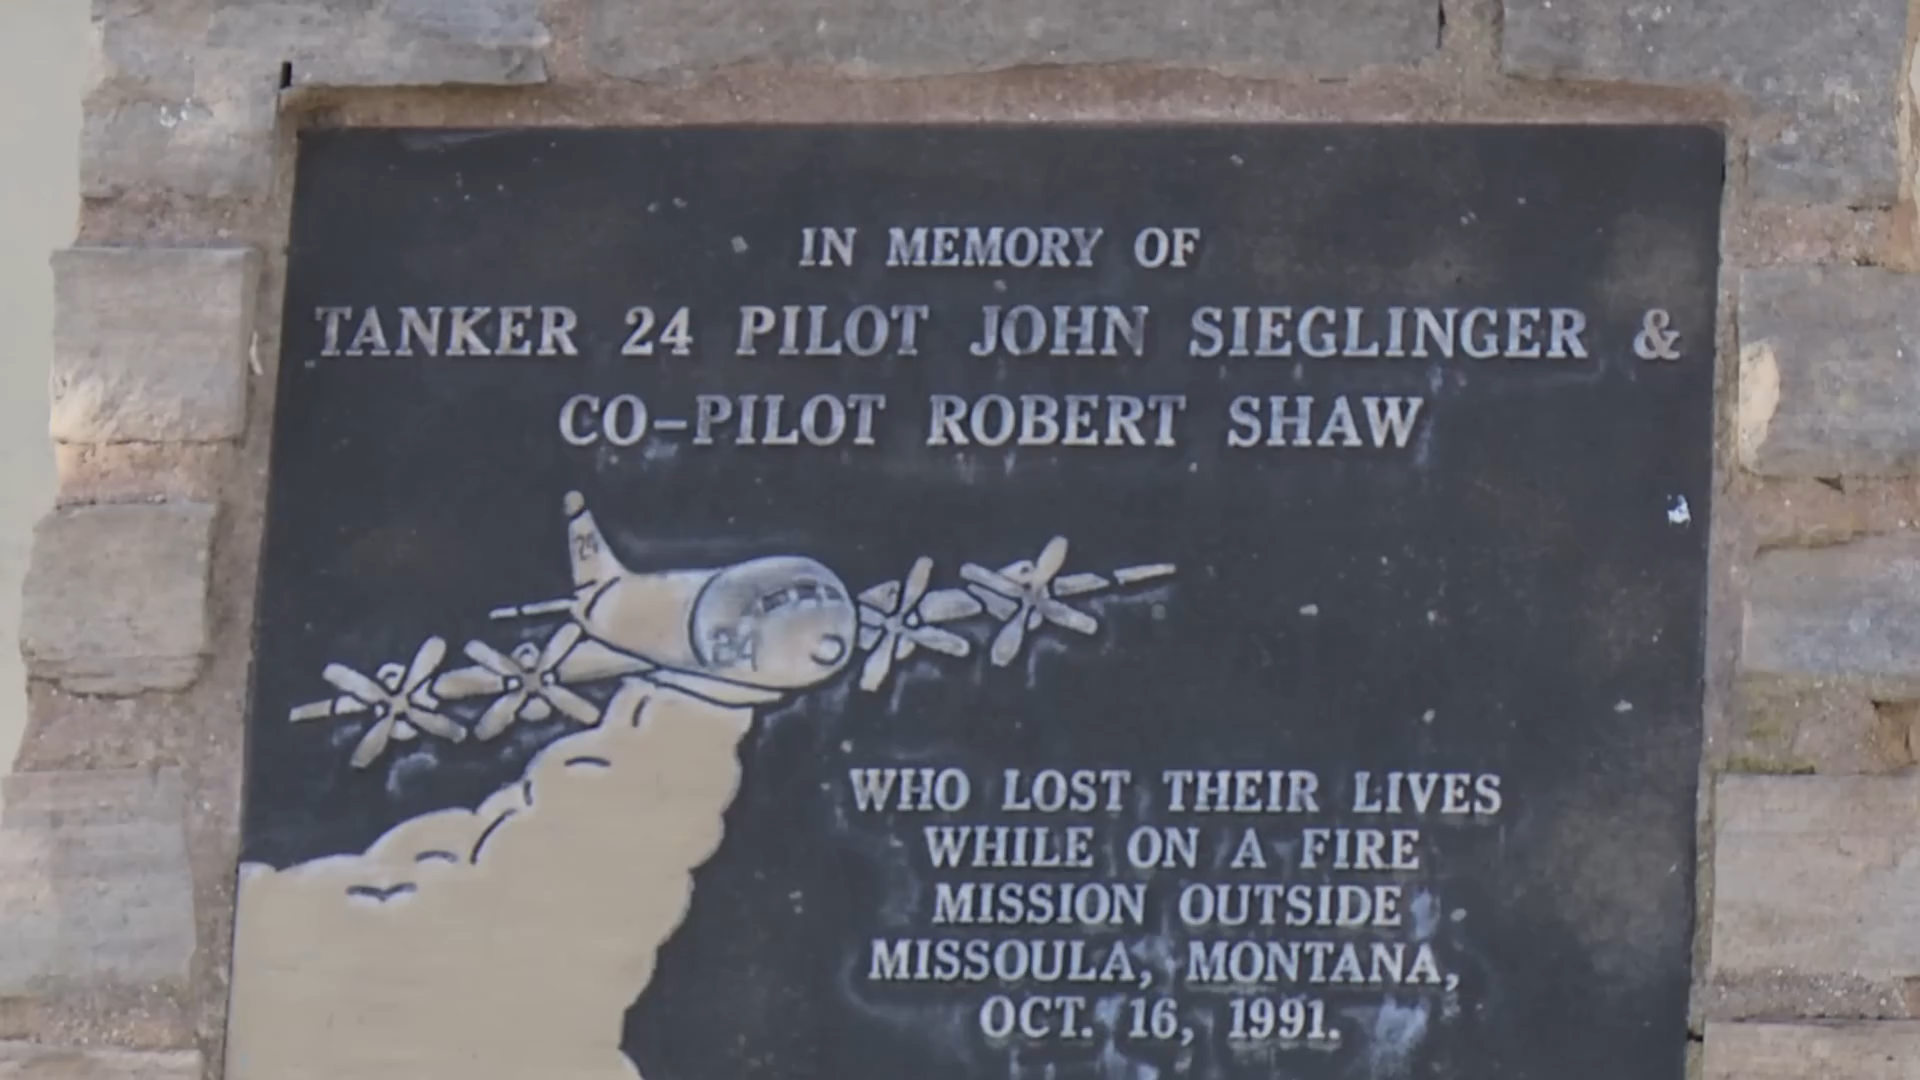 IN MEMORY OF
TANKER 24 PILOT JOHN SIEGLINGER &
CO-PILOT ROBERT SHAW
24
24
WHO LOST THEIR LIVES
WHILE ON A FIRE
MISSION OUTSIDE
MISSOULA, MONTANA,
OCT. 16, 1991.